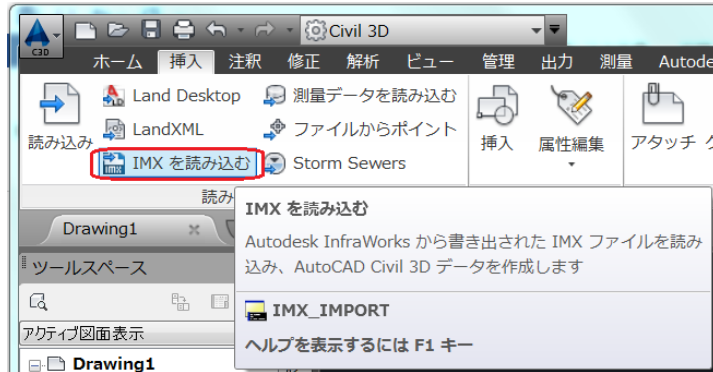 Civil 3D
C3D
ホーム 挿入 注釈 修正 解析 ビュー 管理 出力 測量 Autode
Land Desktop 測量データを読み込む
読み込み LandXML ファイルからポイント 挿入 属性編集 アタッチ
IMX を読み込む Storm Sewers
読み
Drawing1
IMX を読み込む
Autodesk InfraWorks から書き出された IMX ファイルを読み
込み、AutoCAD Civil 3D データを作成します
ツールスペース
IMX_IMPORT
アクティブ図面表示
ヘルプを表示するには F1 キー
Drawing1